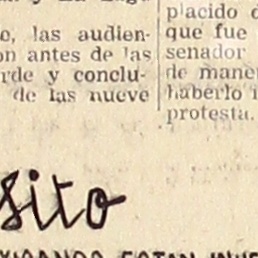 o, las audien-
on antes de las
rde y conclu-
de las nueve
placido d
que fue
senador
de mane
haberlo i
protesta.
sito